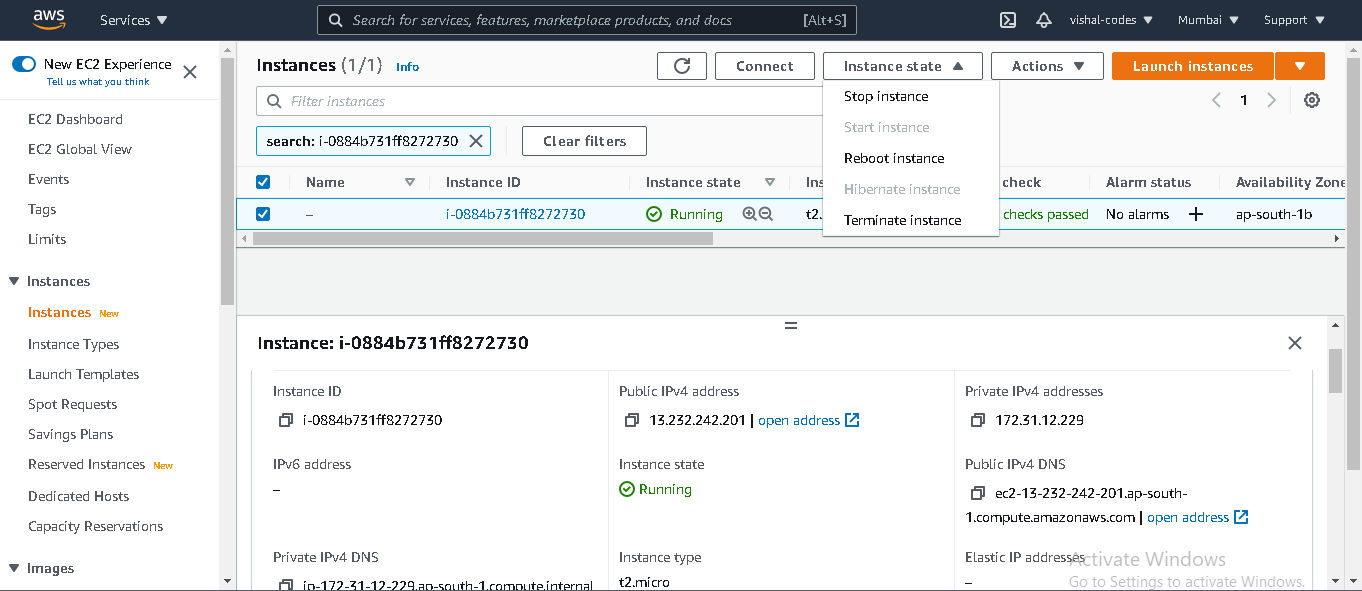 aws Services Search for services, features, marketplace products, and docs [Alt+S] vishal-codes Mumbai Support
New EC2 Experience
Tell us what you think
EC2 Dashboard
EC2 Global View
Events
Tags
Limits
Instances
Instances New
Instance Types
Launch Templates
Spot Requests
Savings Plans
Reserved Instances New
Dedicated Hosts
Capacity Reservations
Images
Instances (1/1) Info
Connect Instance state Actions Launch instances
Stop instance
Start instance
Reboot instance
Hibernate instance
Terminate instance
Filter instances
1
search: i-0884b731ff8272730 Clear filters
Name Instance ID Instance state Ins check Alarm status Availability Zone
– i-0884b731ff8272730 Running t2. checks passed No alarms + ap-south-1b
Instance: i-0884b731ff8272730
Instance ID
i-0884b731ff8272730
Public IPv4 address
13.232.242.201 | open address
Private IPv4 addresses
172.31.12.229
IPv6 address
–
Instance state
Running
Public IPv4 DNS
ec2-13-232-242-201.ap-south-
1.compute.amazonaws.com | open address
Private IPv4 DNS
ip-172-31-12-229.ap-south-1.compute.internal
Instance type
t2.micro
Elastic IP addresses
–
Activate Windows
Go to Settings to activate Windows.